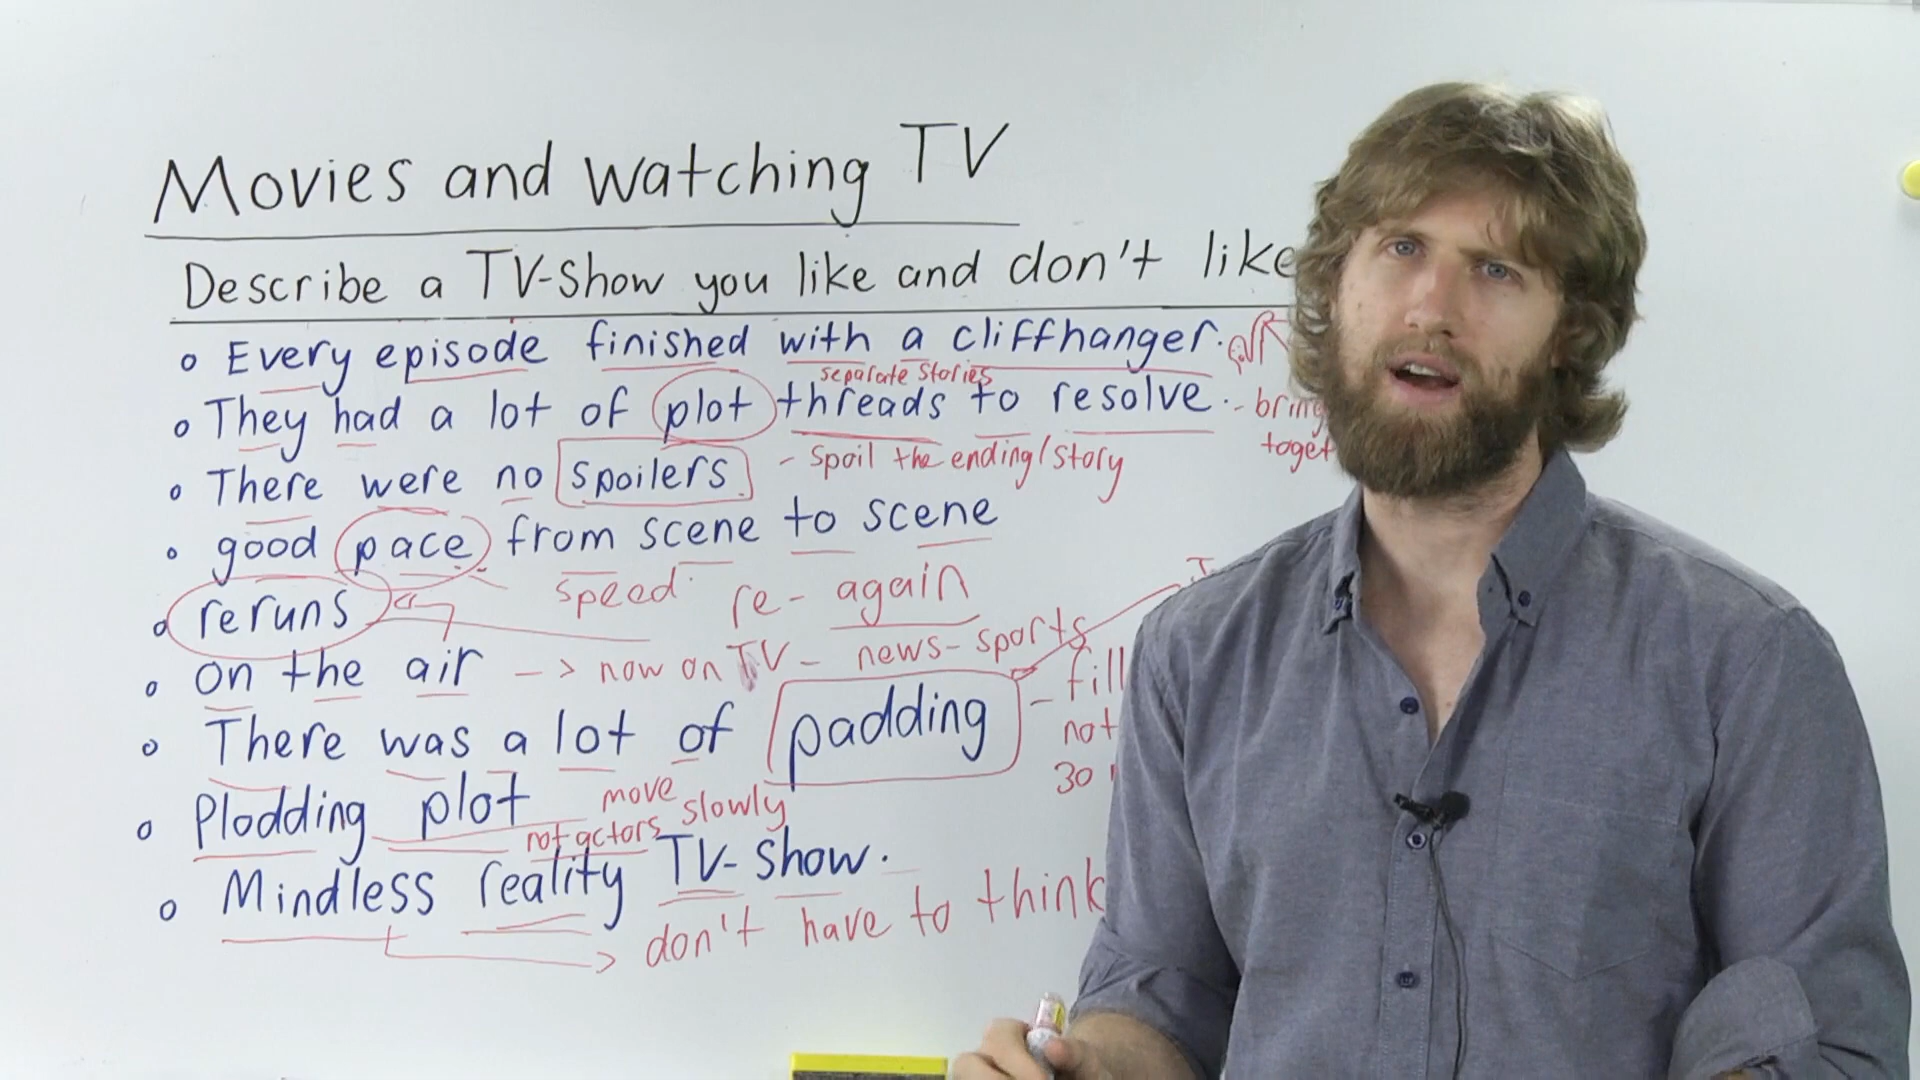 Movies and watching TV
Describe a TV-Show you like and don't like
Every episode finished with a cliffhanger.
separate stories
They had a lot of plot threads to resolve. - bring
toget
There were no spoilers - spoil the ending/story
good pace from scene to scene
speed re- again
reruns
on the air -> now on TV - news- sports
There was a lot of padding - fill
not
30
Plodding plot move slowly
not actors
Mindless reality TV-show.
don't have to think